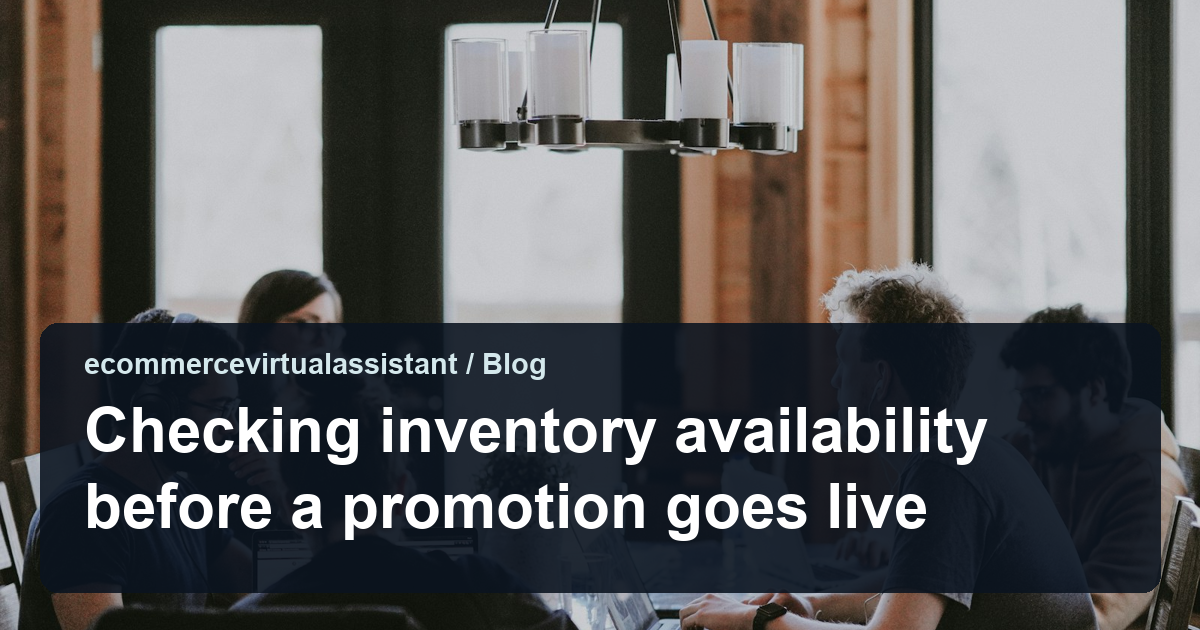 ecommercevirtualassistant / Blog
Checking inventory availability
before a promotion goes live